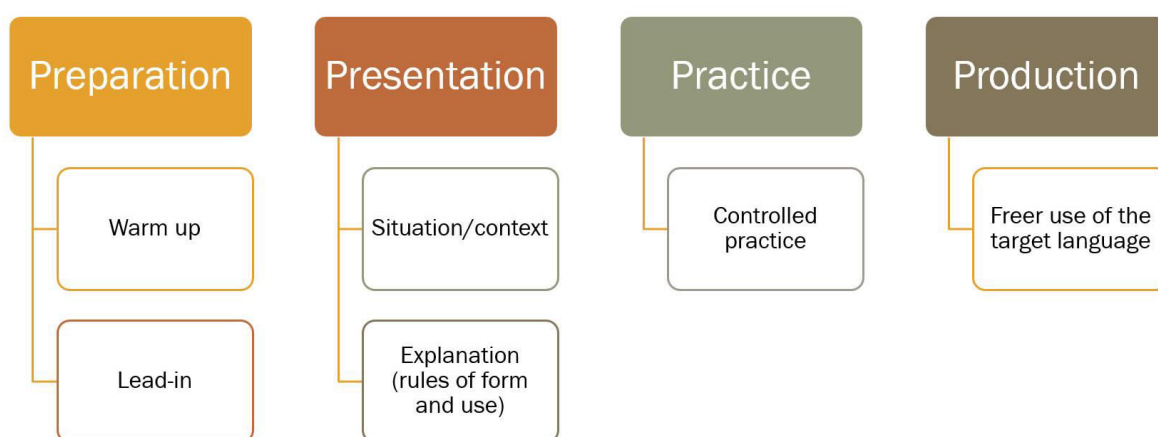 Preparation
Warm up
Lead-in
Presentation
Situation/context
Explanation
(rules of form
and use)
Practice
Controlled
practice
Production
Freer use of the
target language